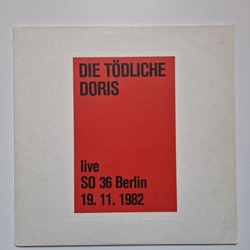 DIE TÖDLICHE
DORIS
live
SO 36 Berlin
19. 11. 1982